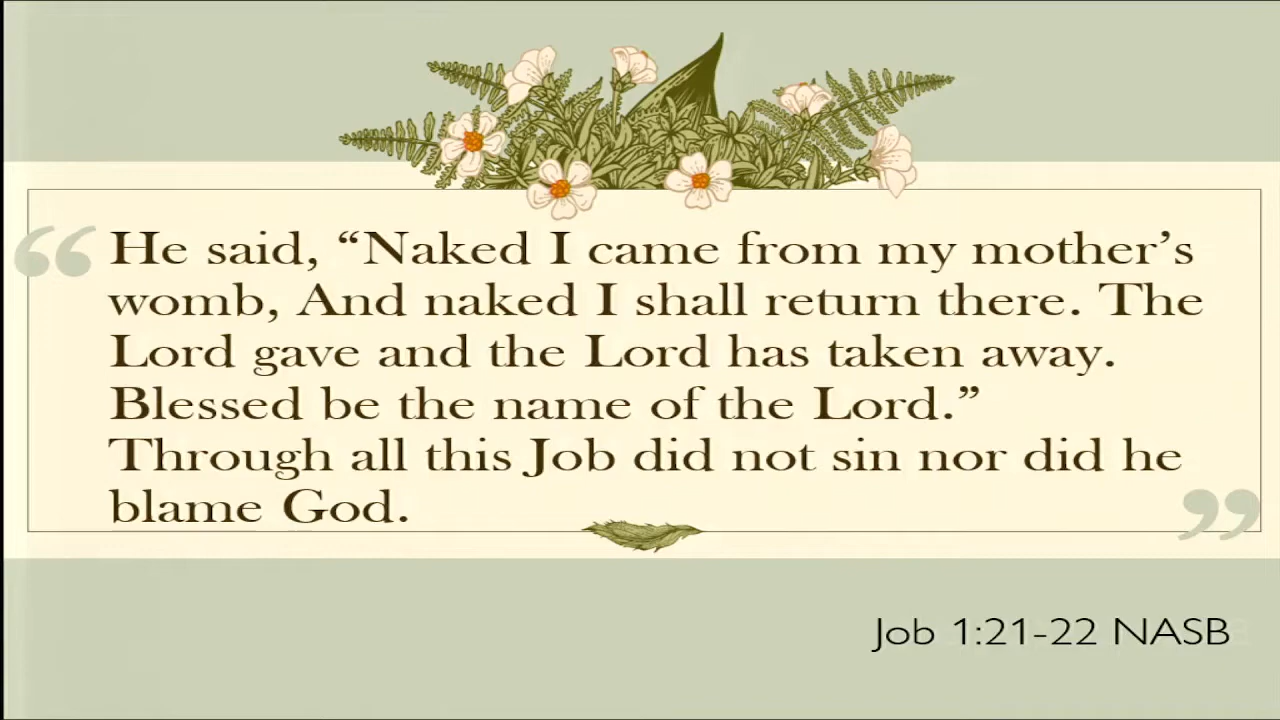 He said, “Naked I came from my mother’s
womb, And naked I shall return there. The
Lord gave and the Lord has taken away.
Blessed be the name of the Lord.”
Through all this Job did not sin nor did he
blame God.
Job 1:21-22 NASB